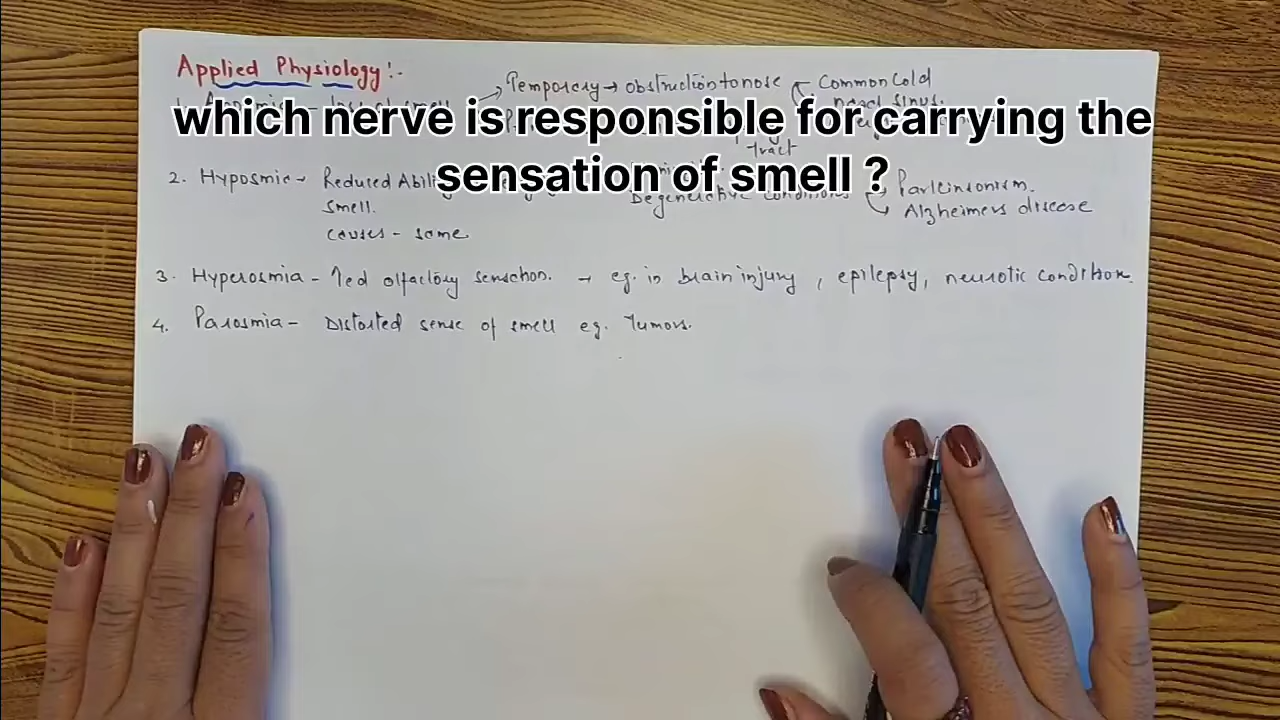 Applied Physiology:-
Temporary → obstruction to nose Common cold
nasal sinus.
which nerve is responsible for carrying the
sensation of smell ?
tract
2. Hyposmia → Reduced Abili
Parkinsonism.
smell. Degenerative conditions Alzheimers disease
causes - same
3. Hyperosmia - ↑ed olfactory sensation. → eg. in brain injury, epilepsy, neurotic condition.
4. Parosmia - Distorted sense of smell eg. Tumors.